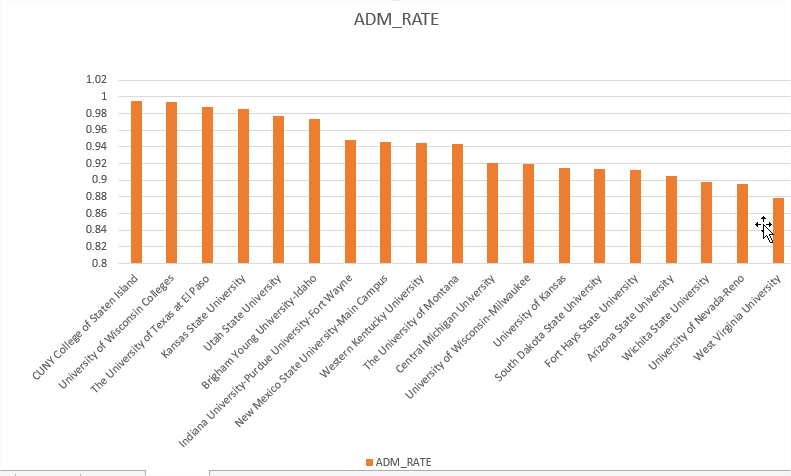 ADM_RATE
1.02
1
0.98
0.96
0.94
0.92
0.9
0.88
0.86
0.84
0.82
0.8
CUNY College of Staten Island
University of Wisconsin Colleges
The University of Texas at El Paso
Kansas State University
Utah State University
Brigham Young University-Idaho
Indiana University-Purdue University-Fort Wayne
New Mexico State University-Main Campus
Western Kentucky University
The University of Montana
Central Michigan University
University of Wisconsin-Milwaukee
University of Kansas
South Dakota State University
Fort Hays State University
Arizona State University
Wichita State University
University of Nevada-Reno
West Virginia University
ADM_RATE